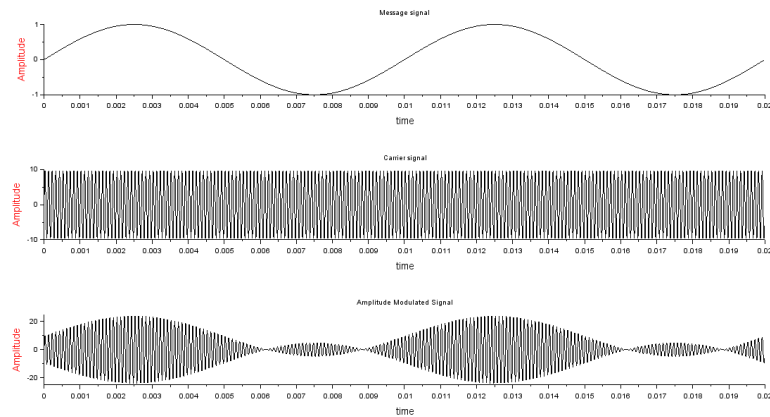 Message signal
Amplitude
1
0
-1
0 0.001 0.002 0.003 0.004 0.005 0.006 0.007 0.008 0.009 0.01 0.011 0.012 0.013 0.014 0.015 0.016 0.017 0.018 0.019 0.02
time
Carrier signal
Amplitude
10
0
-10
0 0.001 0.002 0.003 0.004 0.005 0.006 0.007 0.008 0.009 0.01 0.011 0.012 0.013 0.014 0.015 0.016 0.017 0.018 0.019 0.02
time
Amplitude Modulated Signal
Amplitude
20
0
-20
0 0.001 0.002 0.003 0.004 0.005 0.006 0.007 0.008 0.009 0.01 0.011 0.012 0.013 0.014 0.015 0.016 0.017 0.018 0.019 0.02
time